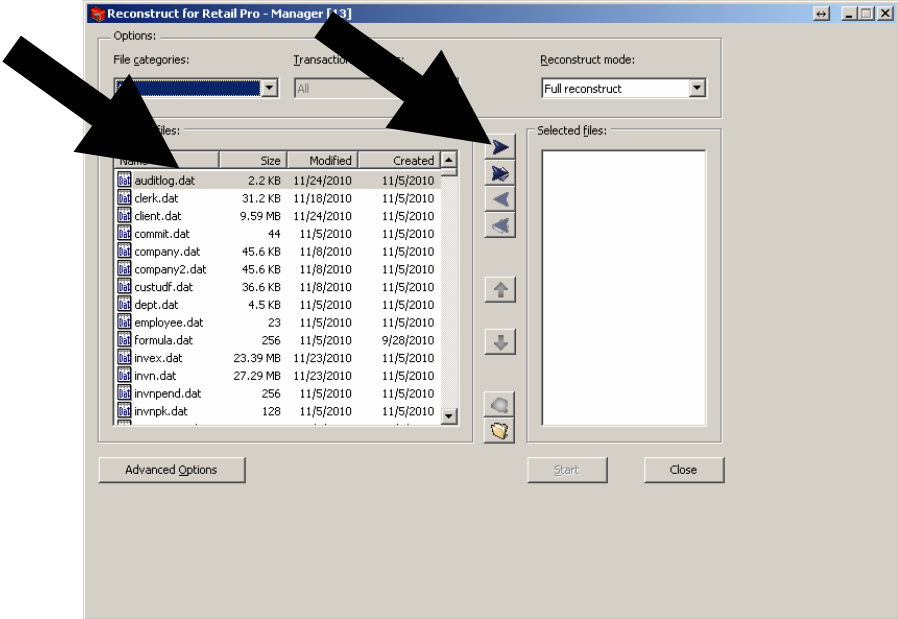 Reconstruct for Retail Pro - Manager [13]
Options:
File categories:
Transaction
Reconstruct mode:
All
Full reconstruct
files:
Selected files:
Name Size Modified Created
auditlog.dat 2.2 KB 11/24/2010 11/5/2010
clerk.dat 31.2 KB 11/18/2010 11/5/2010
client.dat 9.59 MB 11/24/2010 11/5/2010
commit.dat 44 11/5/2010 11/5/2010
company.dat 45.6 KB 11/8/2010 11/5/2010
company2.dat 45.6 KB 11/8/2010 11/5/2010
custudf.dat 36.6 KB 11/8/2010 11/5/2010
dept.dat 4.5 KB 11/5/2010 11/5/2010
employee.dat 23 11/5/2010 11/5/2010
formula.dat 256 11/5/2010 9/28/2010
invex.dat 23.39 MB 11/23/2010 11/5/2010
invn.dat 27.29 MB 11/23/2010 11/5/2010
invnpend.dat 256 11/5/2010 11/5/2010
invnpk.dat 128 11/5/2010 11/5/2010
Advanced Options
Start
Close